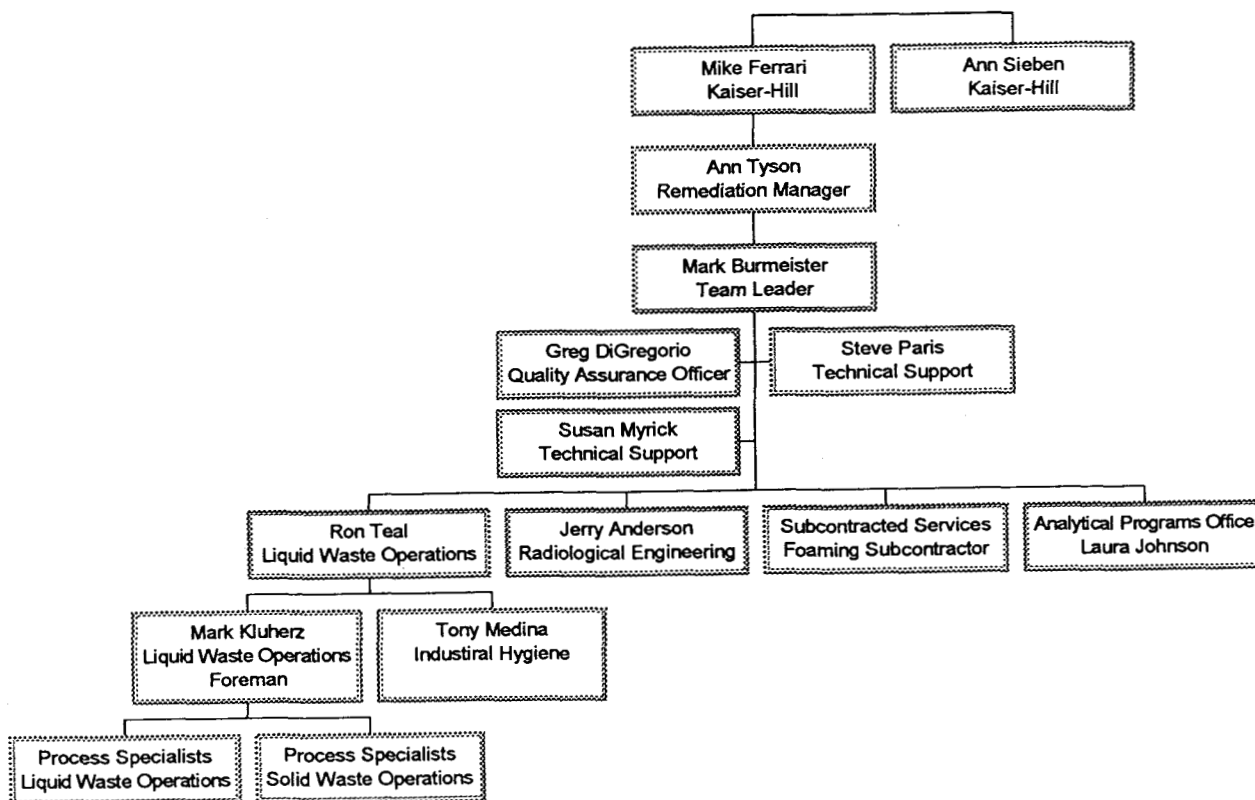 Mike Ferrari
Kaiser-Hill
Ann Sieben
Kaiser-Hill
Ann Tyson
Remediation Manager
Mark Burmeister
Team Leader
Greg DiGregorio
Quality Assurance Officer
Steve Paris
Technical Support
Susan Myrick
Technical Support
Ron Teal
Liquid Waste Operations
Jerry Anderson
Radiological Engineering
Subcontracted Services
Foaming Subcontractor
Analytical Programs Office
Laura Johnson
Mark Kluherz
Liquid Waste Operations
Foreman
Tony Medina
Industiral Hygiene
Process Specialists
Liquid Waste Operations
Process Specialists
Solid Waste Operations